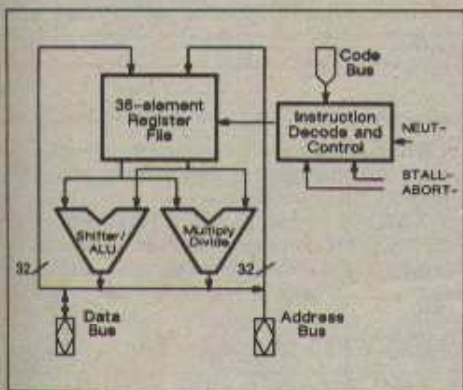 Code
Bus
36-element
Register
File
Instruction
Decode and
Control
NEUT-
STALL-
ABORT-
Shifter/
ALU
Multiply
Divide
32
32
Data
Bus
Address
Bus